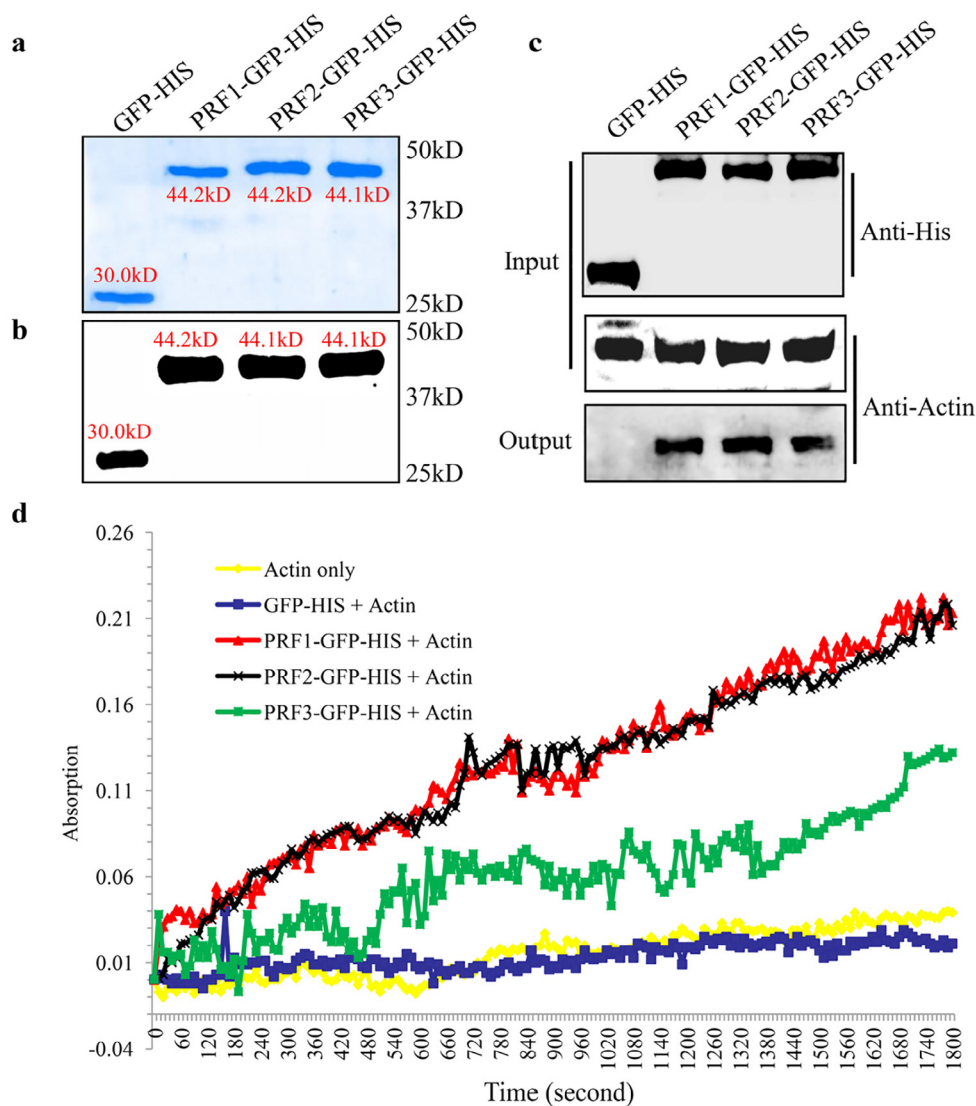 a
GFP-HIS
PRF1-GFP-HIS
PRF2-GFP-HIS
PRF3-GFP-HIS
50kD
44.2kD 44.2kD 44.1kD
37kD
30.0kD
25kD
b
50kD
44.2kD 44.1kD 44.1kD
37kD
30.0kD
25kD
c
GFP-HIS
PRF1-GFP-HIS
PRF2-GFP-HIS
PRF3-GFP-HIS
Input
Anti-His
Anti-Actin
Output
d
0.26
0.21
0.16
0.11
0.06
0.01
-0.04
Absorption
Actin only
GFP-HIS + Actin
PRF1-GFP-HIS + Actin
PRF2-GFP-HIS + Actin
PRF3-GFP-HIS + Actin
0 60 120 180 240 300 360 420 480 540 600 660 720 780 840 900 960 1020 1080 1140 1200 1260 1320 1380 1440 1500 1560 1620 1680 1740 1800
Time (second)